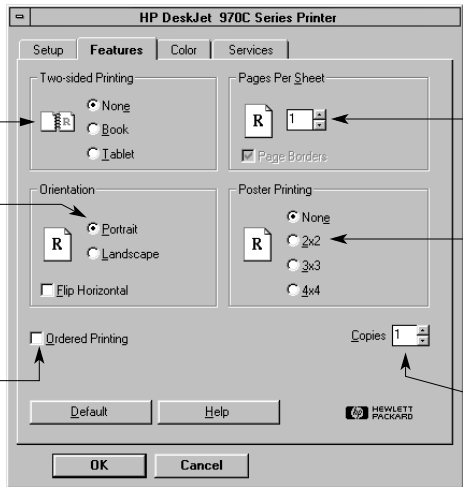 HP DeskJet 970C Series Printer
Setup Features Color Services
Two-sided Printing
None
Book
Tablet
Pages Per Sheet
R
1
Page Borders
Orientation
R
Portrait
Landscape
Flip Horizontal
Poster Printing
R
None
2x2
3x3
4x4
Ordered Printing
Copies 1
Default Help
hp HEWLETT
PACKARD
OK Cancel